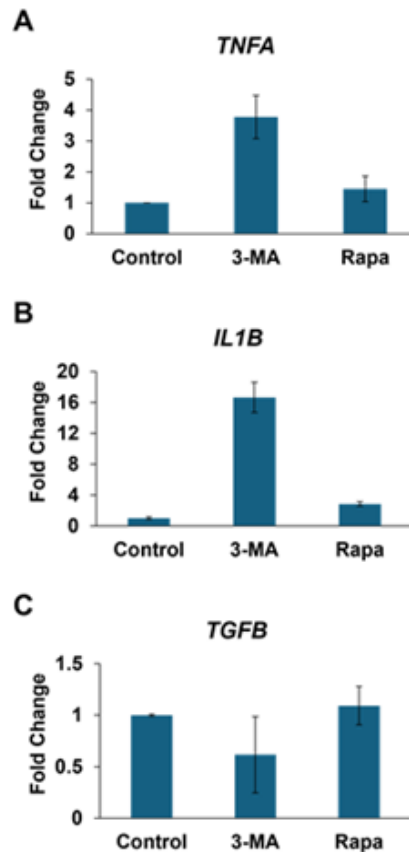 A
TNFA
Fold Change
5
4
3
2
1
0
Control 3-MA Rapa
B
IL1B
Fold Change
20
16
12
8
4
0
Control 3-MA Rapa
C
TGFB
Fold Change
1.5
1
0.5
0
Control 3-MA Rapa